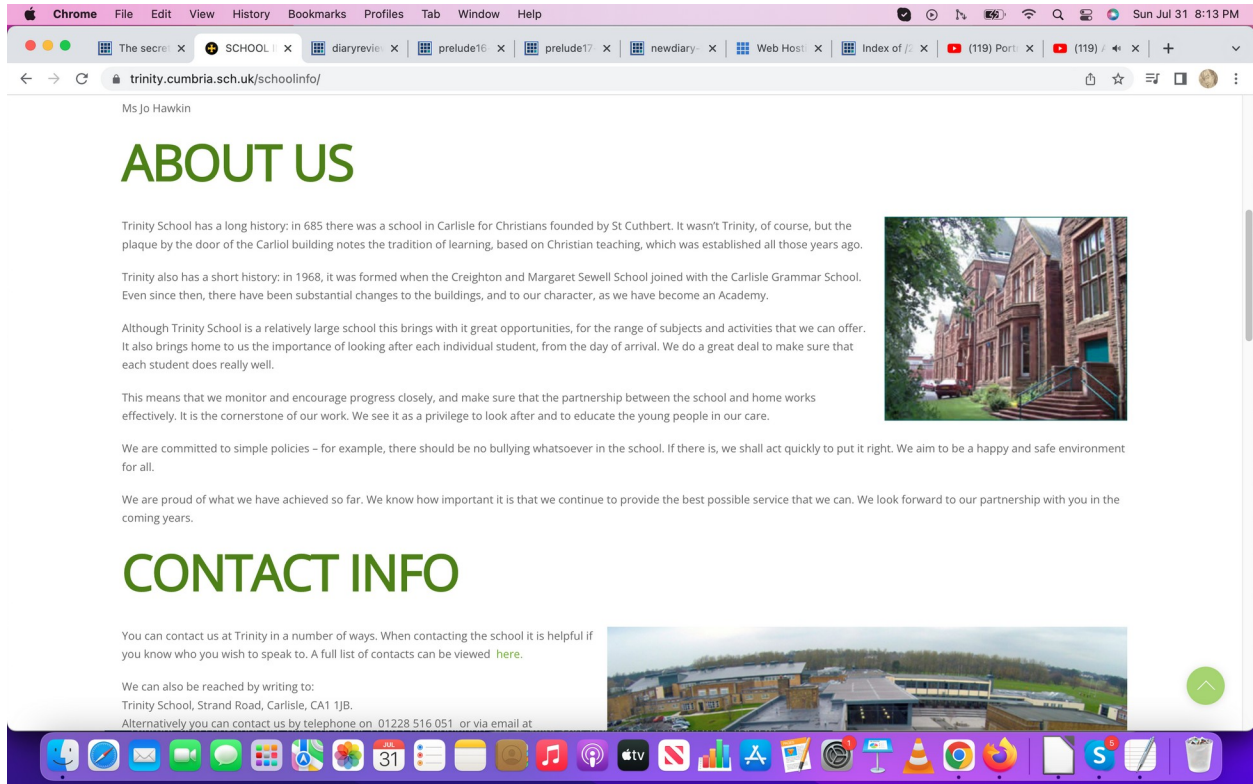 Chrome File Edit View History Bookmarks Profiles Tab Window Help Sun Jul 31 8:13 PM
The secre SCHOOL I diaryrevie prelude16 prelude17 newdiary- Web Host Index of /2 (119) Port (119)
trinity.cumbria.sch.uk/schoolinfo/
Ms Jo Hawkin
ABOUT US
Trinity School has a long history: in 685 there was a school in Carlisle for Christians founded by St Cuthbert. It wasn't Trinity, of course, but the
plaque by the door of the Carliol building notes the tradition of learning, based on Christian teaching, which was established all those years ago.
Trinity also has a short history: in 1968, it was formed when the Creighton and Margaret Sewell School joined with the Carlisle Grammar School.
Even since then, there have been substantial changes to the buildings, and to our character, as we have become an Academy.
Although Trinity School is a relatively large school this brings with it great opportunities, for the range of subjects and activities that we can offer.
It also brings home to us the importance of looking after each individual student, from the day of arrival. We do a great deal to make sure that
each student does really well.
This means that we monitor and encourage progress closely, and make sure that the partnership between the school and home works
effectively. It is the cornerstone of our work. We see it as a privilege to look after and to educate the young people in our care.
We are committed to simple policies – for example, there should be no bullying whatsoever in the school. If there is, we shall act quickly to put it right. We aim to be a happy and safe environment
for all.
We are proud of what we have achieved so far. We know how important it is that we continue to provide the best possible service that we can. We look forward to our partnership with you in the
coming years.
CONTACT INFO
You can contact us at Trinity in a number of ways. When contacting the school it is helpful if
you know who you wish to speak to. A full list of contacts can be viewed here.
We can also be reached by writing to:
Trinity School, Strand Road, Carlisle, CA1 1JB.
Alternatively you can contact us by telephone on 01228 516 051 or via email at
JUL
31
tv
1
5